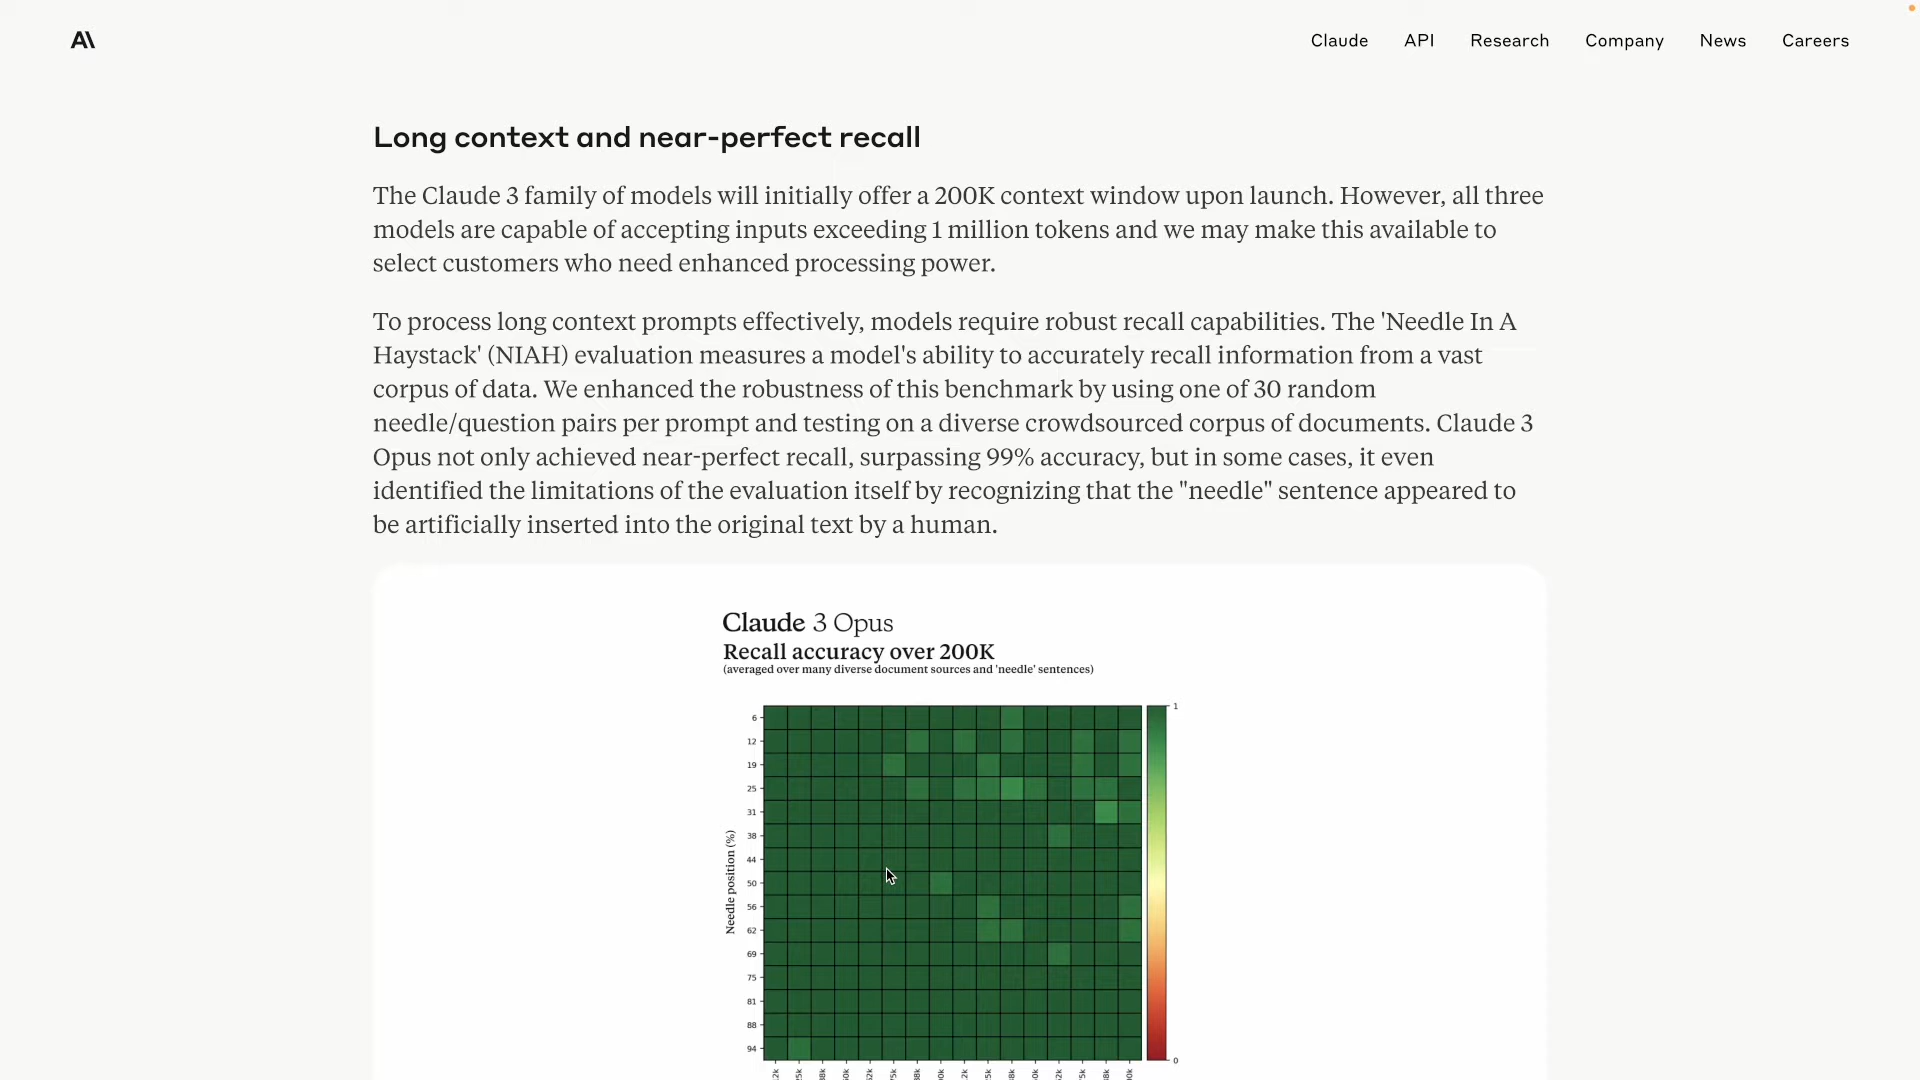 Claude API Research Company News Careers
Long context and near-perfect recall
The Claude 3 family of models will initially offer a 200K context window upon launch. However, all three
models are capable of accepting inputs exceeding 1 million tokens and we may make this available to
select customers who need enhanced processing power.
To process long context prompts effectively, models require robust recall capabilities. The 'Needle In A
Haystack' (NIAH) evaluation measures a model's ability to accurately recall information from a vast
corpus of data. We enhanced the robustness of this benchmark by using one of 30 random
needle/question pairs per prompt and testing on a diverse crowdsourced corpus of documents. Claude 3
Opus not only achieved near-perfect recall, surpassing 99% accuracy, but in some cases, it even
identified the limitations of the evaluation itself by recognizing that the "needle" sentence appeared to
be artificially inserted into the original text by a human.
Claude 3 Opus
Recall accuracy over 200K
(averaged over many diverse document sources and 'needle' sentences)
Needle position (%)
6
12
19
25
31
38
44
50
56
62
69
75
81
88
94
1
0